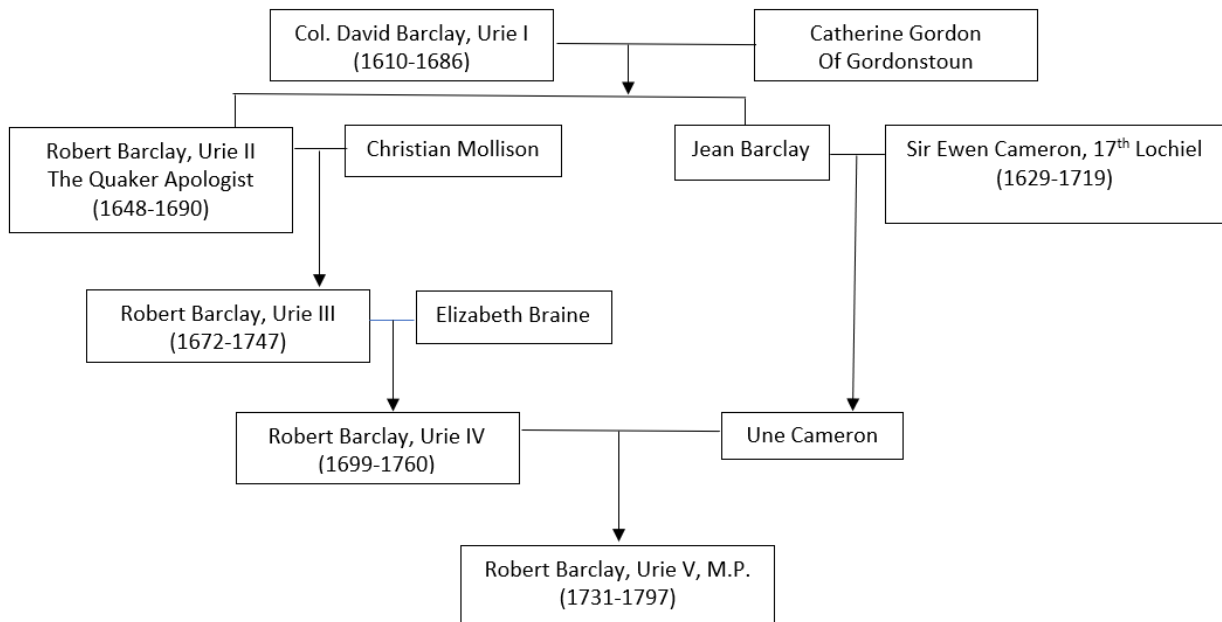 Col. David Barclay, Urie I
(1610-1686)
Catherine Gordon
Of Gordonstoun
Robert Barclay, Urie II
The Quaker Apologist
(1648-1690)
Christian Mollison
Jean Barclay
Sir Ewen Cameron, 17th Lochiel
(1629-1719)
Robert Barclay, Urie III
(1672-1747)
Elizabeth Braine
Robert Barclay, Urie IV
(1699-1760)
Une Cameron
Robert Barclay, Urie V, M.P.
(1731-1797)